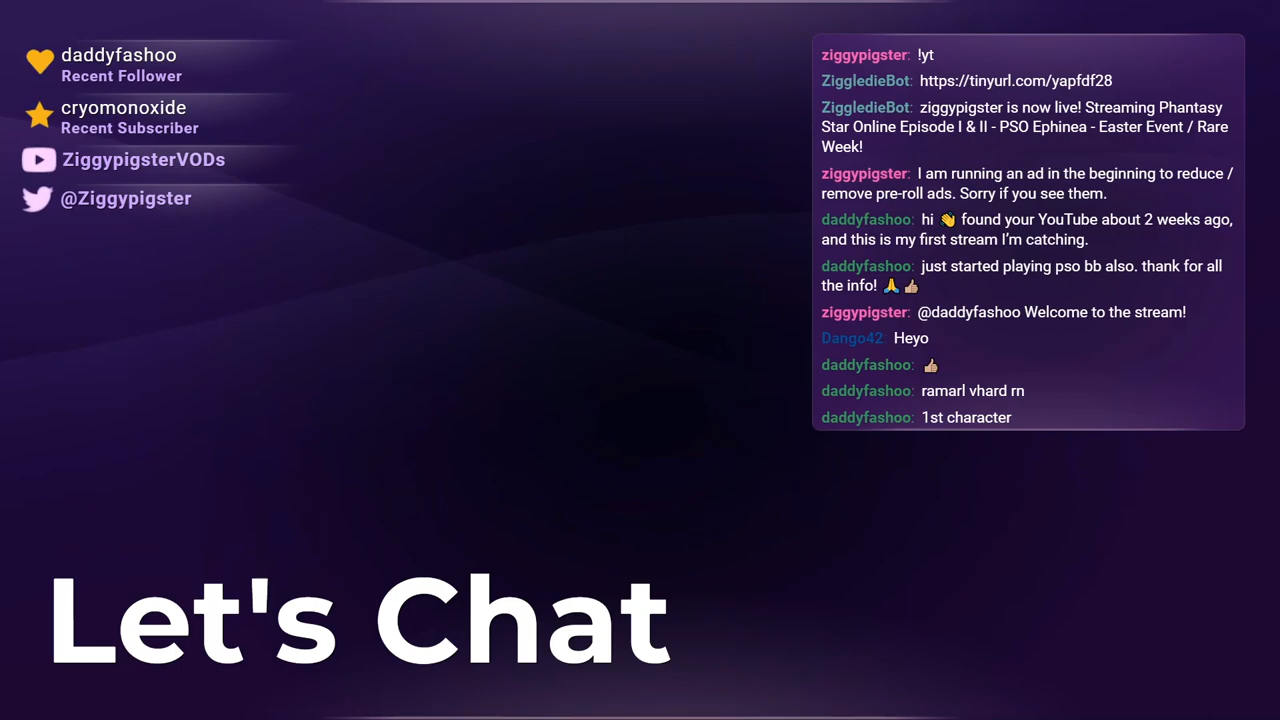 daddyfashoo
Recent Follower
cryomonoxide
Recent Subscriber
ZiggypigsterVODs
@Ziggypigster
ziggypigster: !yt
ZiggledieBot: https://tinyurl.com/yapfdf28
ZiggledieBot: ziggypigster is now live! Streaming Phantasy
Star Online Episode I & II - PSO Ephinea - Easter Event / Rare
Week!
ziggypigster: I am running an ad in the beginning to reduce /
remove pre-roll ads. Sorry if you see them.
daddyfashoo: hi 👋 found your YouTube about 2 weeks ago,
and this is my first stream I’m catching.
daddyfashoo: just started playing pso bb also. thank for all
the info! 🙏👍🏼
ziggypigster: @daddyfashoo Welcome to the stream!
Dango42: Heyo
daddyfashoo: 👍🏼
daddyfashoo: ramarl vhard rn
daddyfashoo: 1st character
Let's Chat